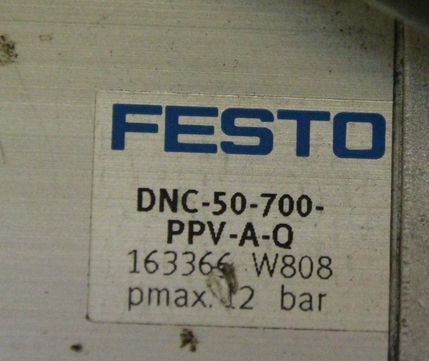 FESTO
DNC-50-700-
PPV-A-Q
163366 W808
pmax. 12 bar